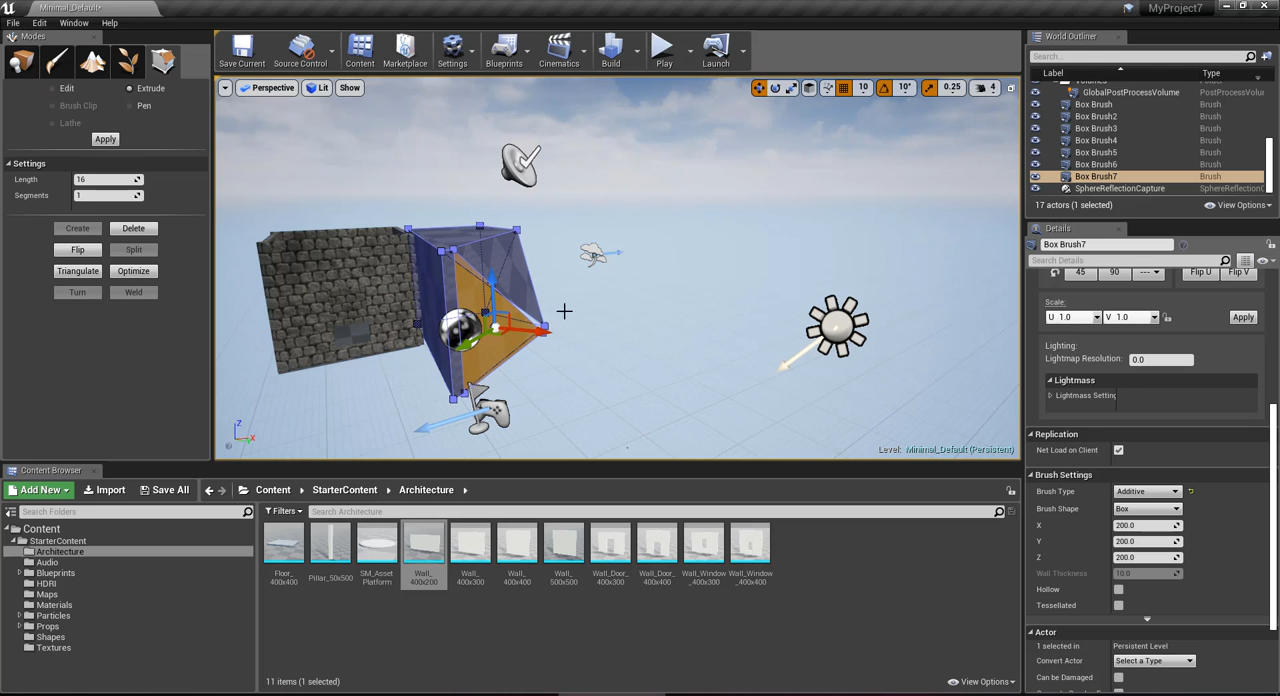 Minimal_Default*
MyProject7
File Edit Window Help
Modes
Edit Extrude
Brush Clip Pen
Lathe
Apply
Settings
Length 16
Segments 1
Create Delete
Flip Split
Triangulate Optimize
Turn Weld
Save Current Source Control Content Marketplace Settings Blueprints Cinematics Build Play Launch
Perspective Lit Show
10 10° 0.25 4
Z
X
Level: Minimal_Default (Persistent)
World Outliner
Search...
Label Type
GlobalPostProcessVolume PostProcessVolu
Box Brush Brush
Box Brush2 Brush
Box Brush3 Brush
Box Brush4 Brush
Box Brush5 Brush
Box Brush6 Brush
Box Brush7 Brush
SphereReflectionCapture SphereReflectionC
17 actors (1 selected) View Options
Details
Box Brush7
Search Details
45 90 --- Flip U Flip V
Scale:
U 1.0 V 1.0 Apply
Lighting:
Lightmap Resolution: 0.0
Lightmass
Lightmass Setting
Replication
Net Load on Client
Brush Settings
Brush Type Additive
Brush Shape Box
X 200.0
Y 200.0
Z 200.0
Wall Thickness 10.0
Hollow
Tessellated
Actor
1 selected in Persistent Level
Convert Actor Select a Type
Can be Damaged
Content Browser
Add New Import Save All Content StarterContent Architecture
Search Folders
Filters Search Architecture
Content
StarterContent
Architecture
Audio
Blueprints
HDRI
Maps
Materials
Particles
Props
Shapes
Textures
Floor_ 400x400
Pillar_50x500
SM_Asset Platform
Wall_ 400x200
Wall_ 400x300
Wall_ 400x400
Wall_ 500x500
Wall_Door _400x300
Wall_Door _400x400
Wall_Window _400x300
Wall_Window _400x400
11 items (1 selected) View Options